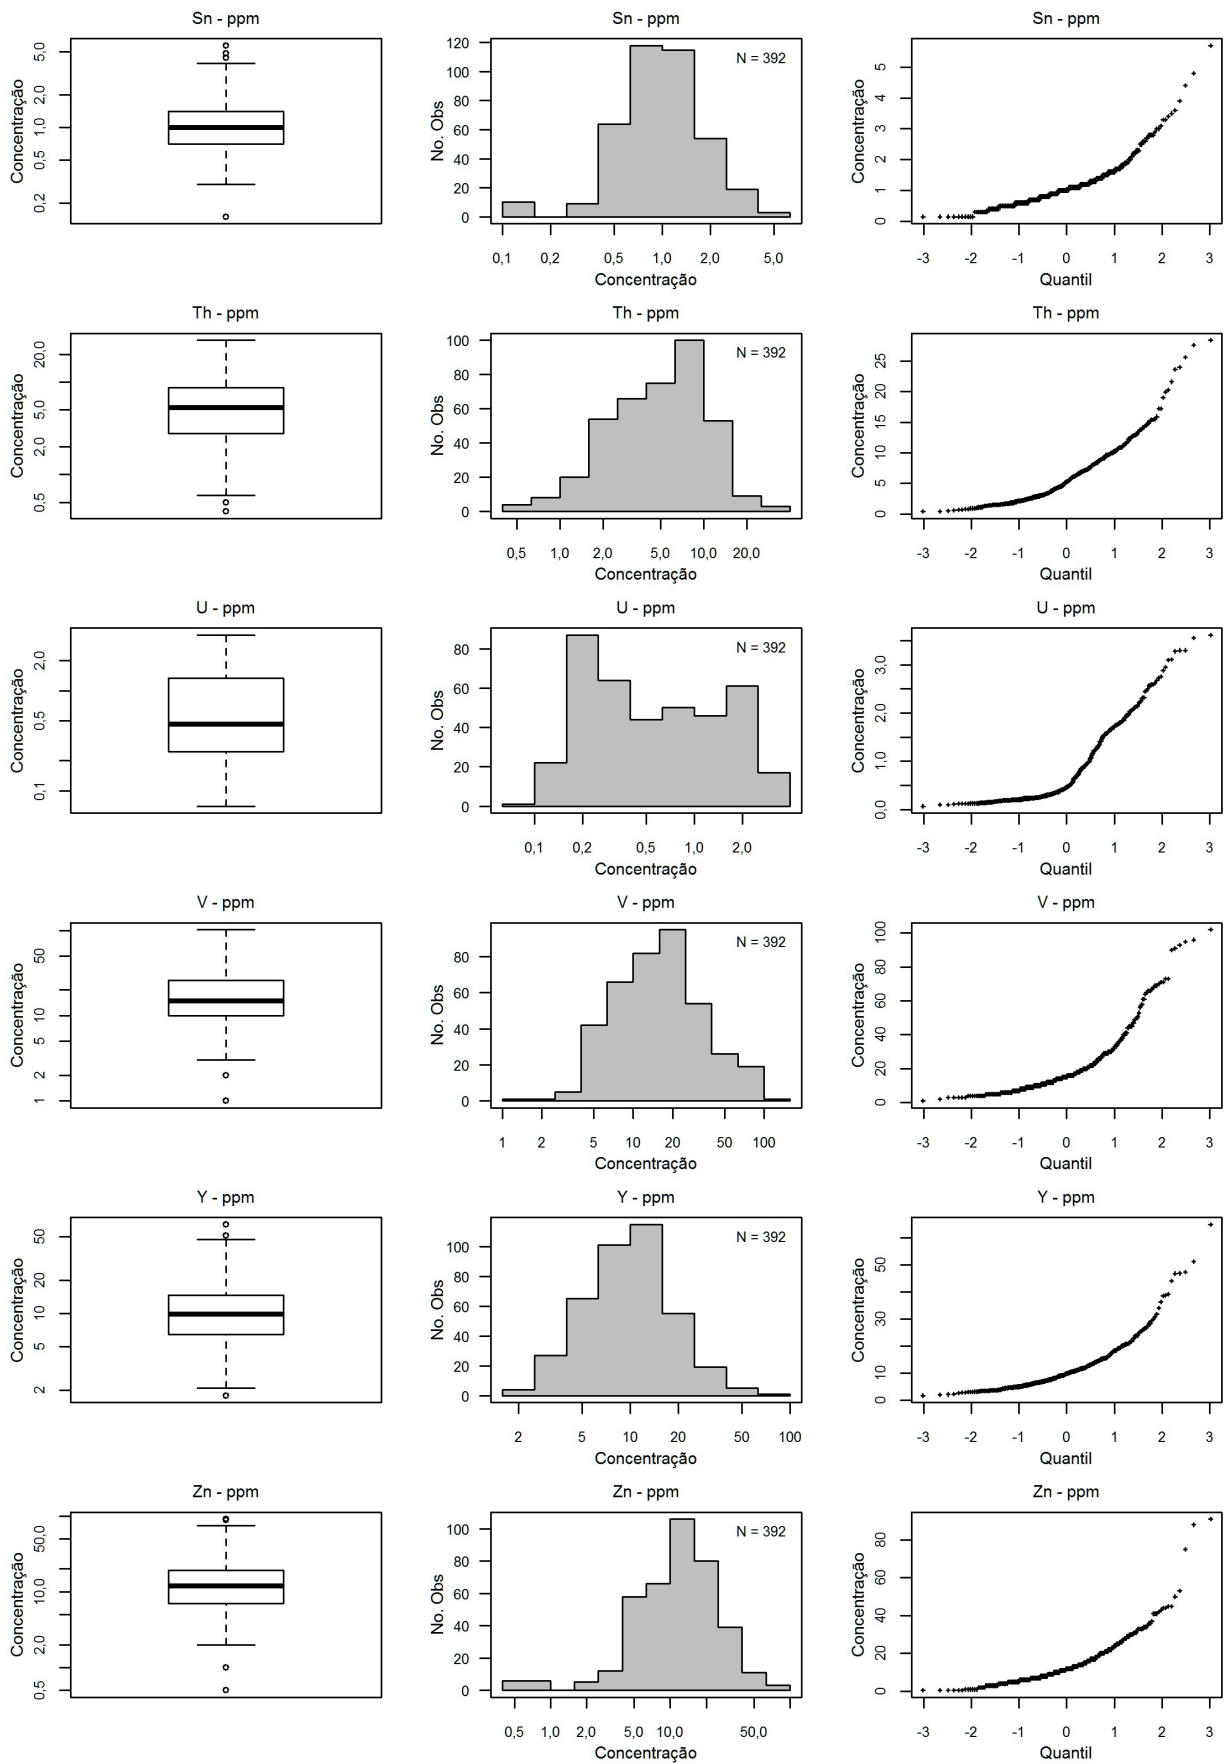 Sn - ppm
Concentração
0,2 0,5 1,0 2,0 5,0
Sn - ppm
N = 392
No. Obs
0 20 40 60 80 100 120
0,1 0,2 0,5 1,0 2,0 5,0
Concentração
Sn - ppm
Concentração
0 1 2 3 4 5
-3 -2 -1 0 1 2 3
Quantil
Th - ppm
Concentração
0,5 2,0 5,0 20,0
Th - ppm
N = 392
No. Obs
0 20 40 60 80 100
0,5 1,0 2,0 5,0 10,0 20,0
Concentração
Th - ppm
Concentração
0 5 10 15 20 25
-3 -2 -1 0 1 2 3
Quantil
U - ppm
Concentração
0,1 0,5 2,0
U - ppm
N = 392
No. Obs
0 20 40 60 80
0,1 0,2 0,5 1,0 2,0
Concentração
U - ppm
Concentração
0,0 1,0 2,0 3,0
-3 -2 -1 0 1 2 3
Quantil
V - ppm
Concentração
1 2 5 10 50
V - ppm
N = 392
No. Obs
0 20 40 60 80
1 2 5 10 20 50 100
Concentração
V - ppm
Concentração
0 20 40 60 80 100
-3 -2 -1 0 1 2 3
Quantil
Y - ppm
Concentração
2 5 10 20 50
Y - ppm
N = 392
No. Obs
0 20 40 60 80 100
2 5 10 20 50 100
Concentração
Y - ppm
Concentração
0 10 30 50
-3 -2 -1 0 1 2 3
Quantil
Zn - ppm
Concentração
0,5 2,0 10,0 50,0
Zn - ppm
N = 392
No. Obs
0 20 40 60 80 100
0,5 1,0 2,0 5,0 10,0 50,0
Concentração
Zn - ppm
Concentração
0 20 40 60 80
-3 -2 -1 0 1 2 3
Quantil